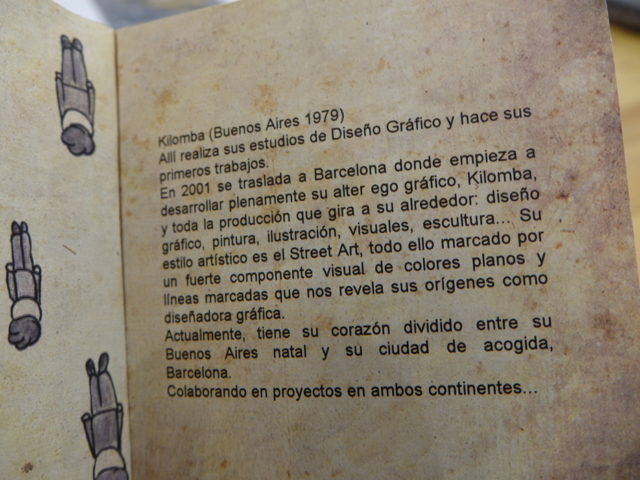 Kilomba (Buenos Aires 1979)
Allí realiza sus estudios de Diseño Gráfico y hace sus
primeros trabajos.
En 2001 se traslada a Barcelona donde empieza a
desarrollar plenamente su alter ego gráfico, Kilomba,
y toda la producción que gira a su alrededor: diseño
gráfico, pintura, ilustración, visuales, escultura... Su
estilo artístico es el Street Art, todo ello marcado por
un fuerte componente visual de colores planos y
líneas marcadas que nos revela sus orígenes como
diseñadora gráfica.
Actualmente, tiene su corazón dividido entre su
Buenos Aires natal y su ciudad de acogida,
Barcelona.
Colaborando en proyectos en ambos continentes...